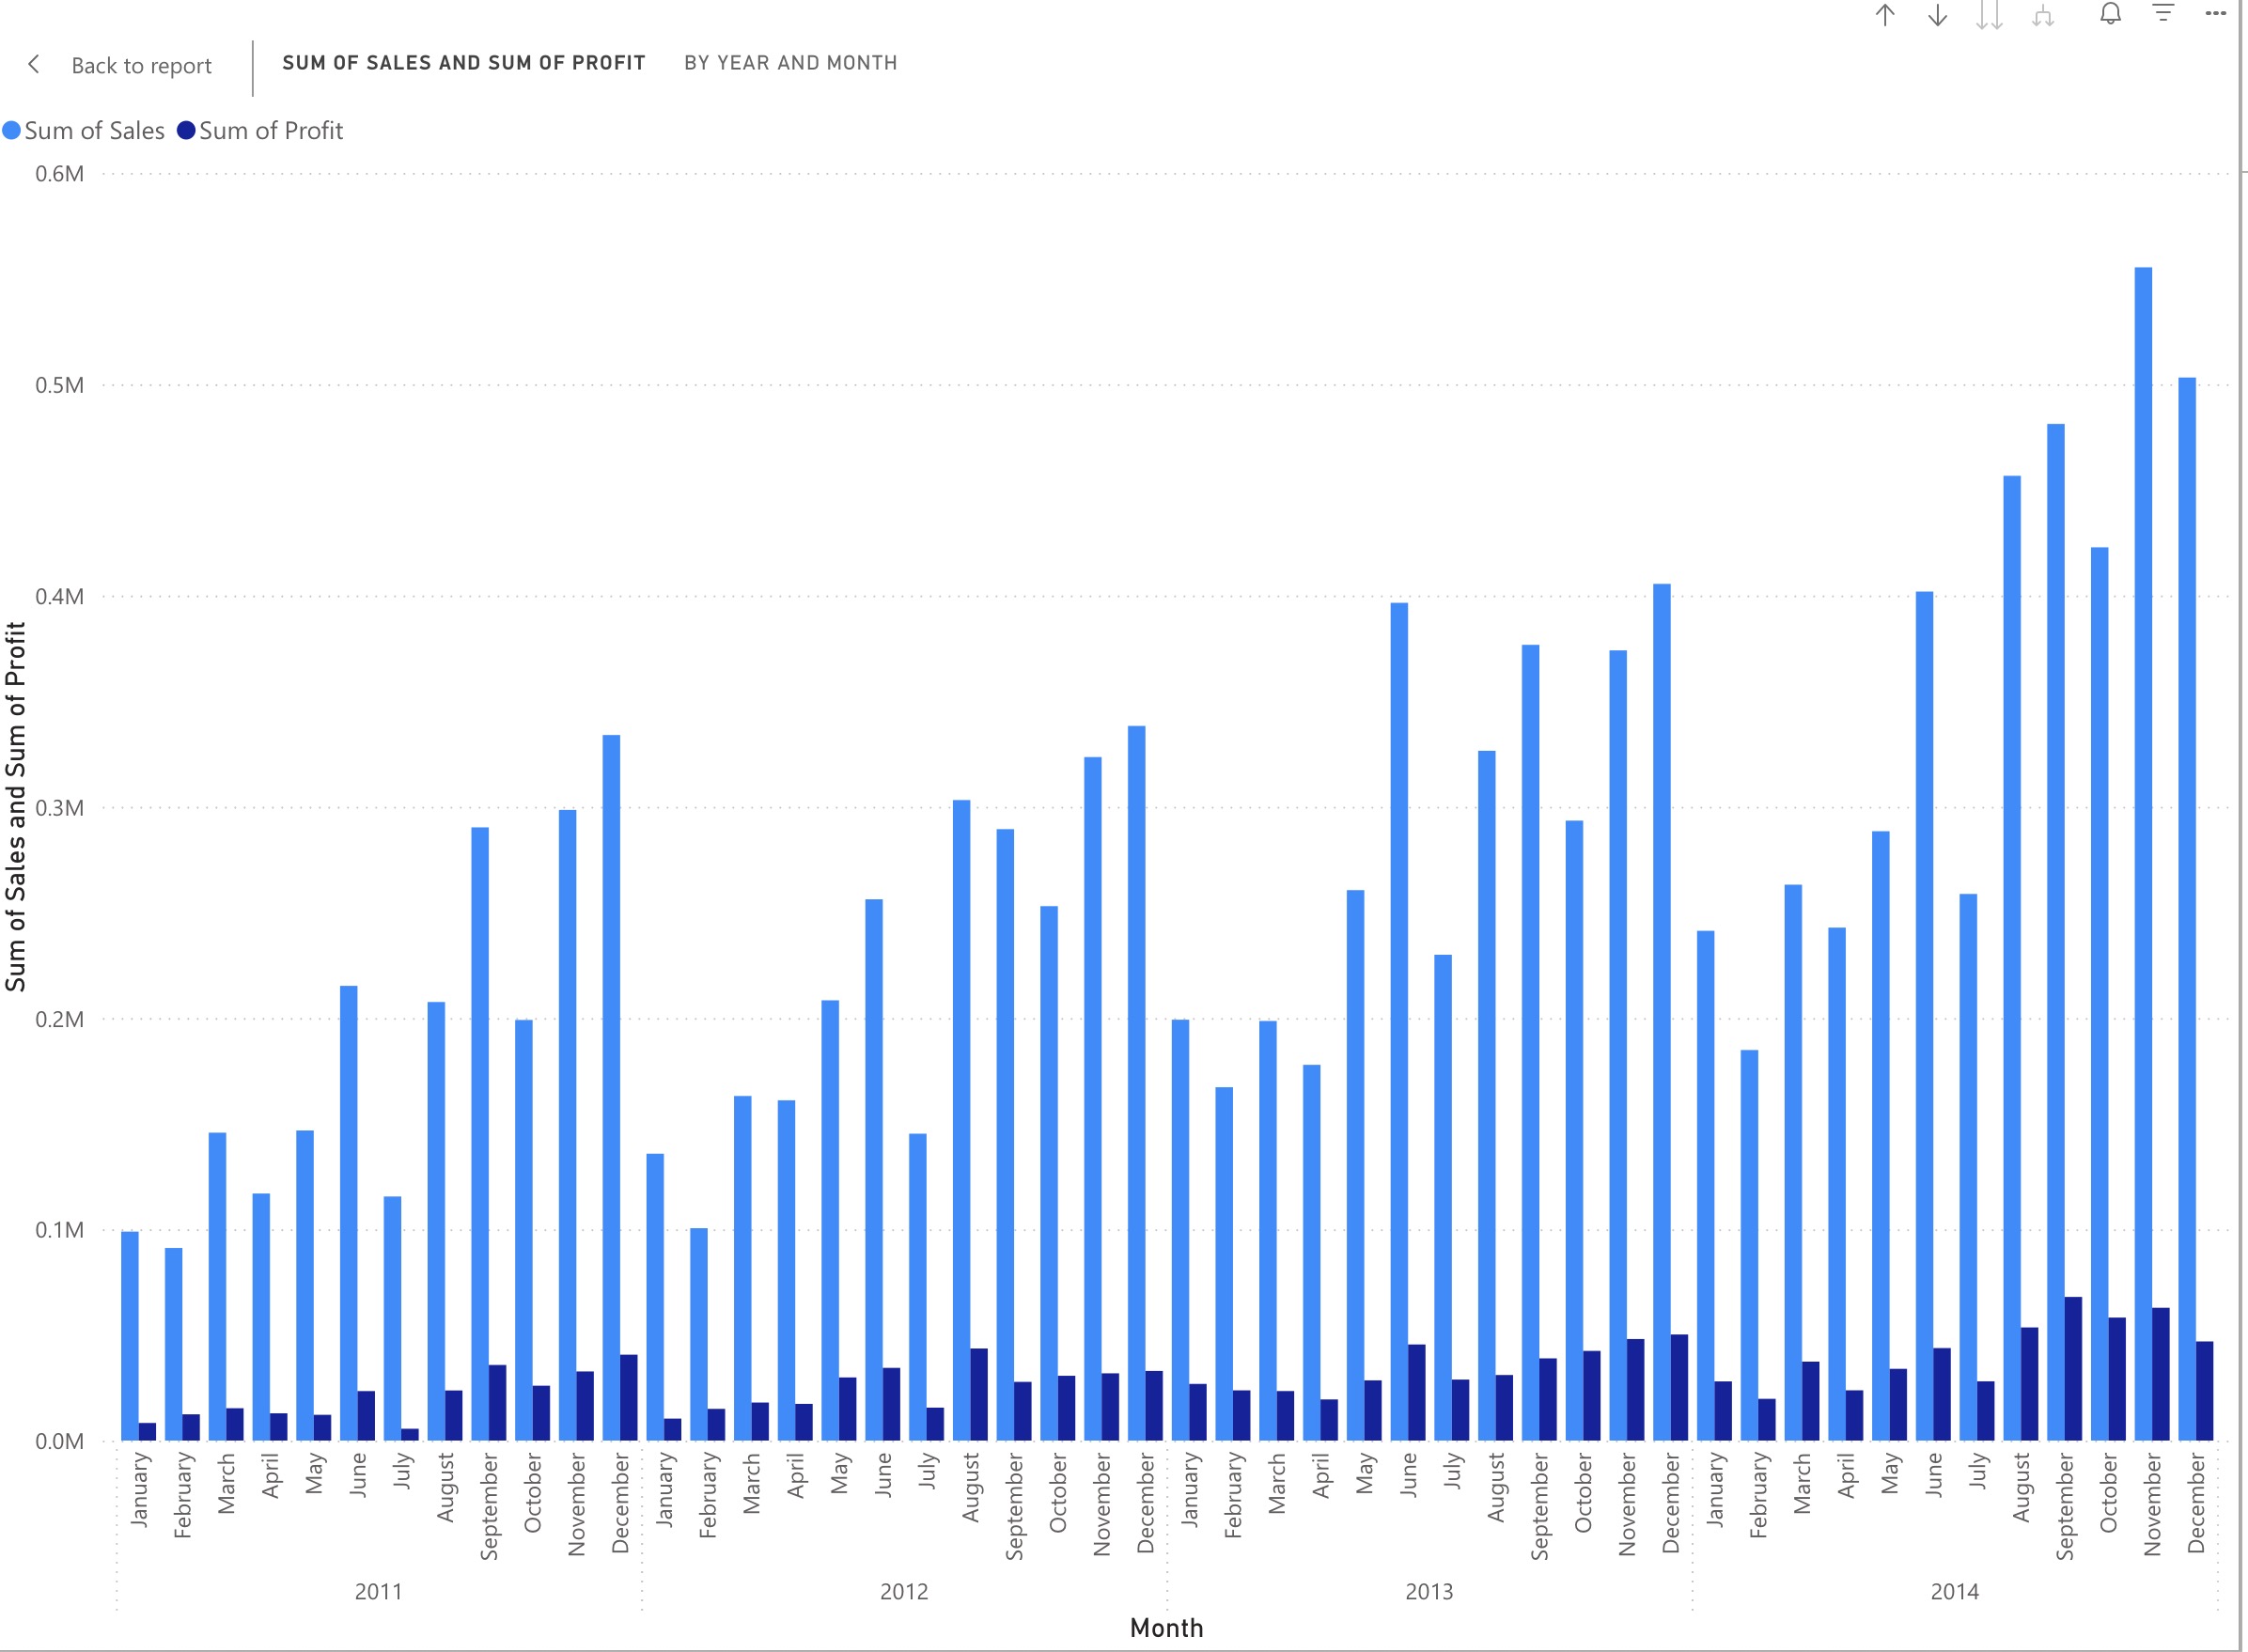 Back to report
SUM OF SALES AND SUM OF PROFIT BY YEAR AND MONTH
Sum of Sales Sum of Profit
0.6M
0.5M
0.4M
0.3M
0.2M
0.1M
0.0M
Sum of Sales and Sum of Profit
January February March April May June July August September October November December January February March April May June July August September October November December January February March April May June July August September October November December January February March April May June July August September October November December
2011 2012 2013 2014
Month